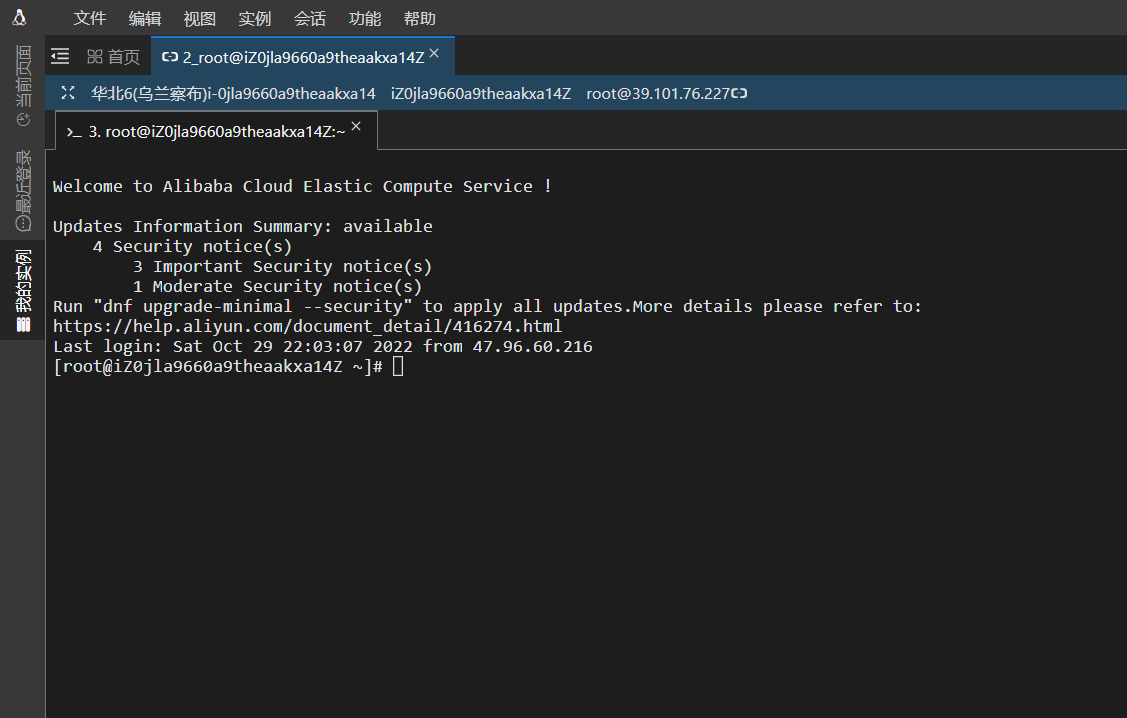 文件 编辑 视图 实例 会话 功能 帮助
首页 2_root@iZ0jla9660a9theaakxa14Z
华北6(乌兰察布)i-0jla9660a9theaakxa14 iZ0jla9660a9theaakxa14Z root@39.101.76.227
3. root@iZ0jla9660a9theaakxa14Z:~
当前页面
最近登录
我的实例
Welcome to Alibaba Cloud Elastic Compute Service !
Updates Information Summary: available
4 Security notice(s)
3 Important Security notice(s)
1 Moderate Security notice(s)
Run "dnf upgrade-minimal --security" to apply all updates.More details please refer to:
https://help.aliyun.com/document_detail/416274.html
Last login: Sat Oct 29 22:03:07 2022 from 47.96.60.216
[root@iZ0jla9660a9theaakxa14Z ~]#